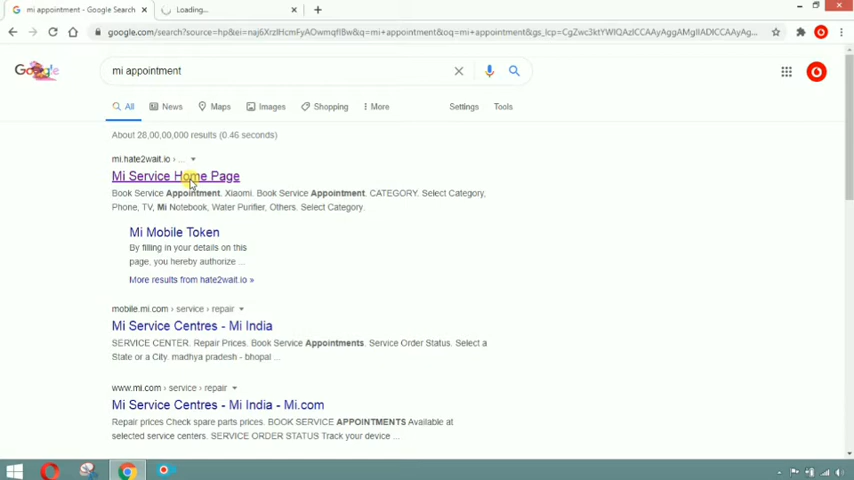 mi appointment - Google Search
Loading...
google.com/search?source=hp&ei=naj6XrzlHcmFyAOwmqfIBw&q=mi+appointment&oq=mi+appointment&gs_lcp=CgZwc3ktYWIQAzICCAAyAggAMgIIADICCAAyAggAMgIIADICCAAyAggAMgIIADICCAA...
Google
mi appointment
All News Maps Images Shopping More Settings Tools
About 28,00,00,000 results (0.46 seconds)
mi.hate2wait.io › ...
Mi Service Home Page
Book Service Appointment. Xiaomi. Book Service Appointment. CATEGORY. Select Category,
Phone, TV, Mi Notebook, Water Purifier, Others. Select Category.
Mi Mobile Token
By filling in your details on this
page, you hereby authorize ...
More results from hate2wait.io »
mobile.mi.com › service › repair
Mi Service Centres - Mi India
SERVICE CENTER. Repair Prices. Book Service Appointments. Service Order Status. Select a
State or a City. madhya pradesh - bhopal ...
www.mi.com › service › repair
Mi Service Centres - Mi India - Mi.com
Repair prices Check spare parts prices. BOOK SERVICE APPOINTMENTS Available at
selected service centers. SERVICE ORDER STATUS Track your device ...